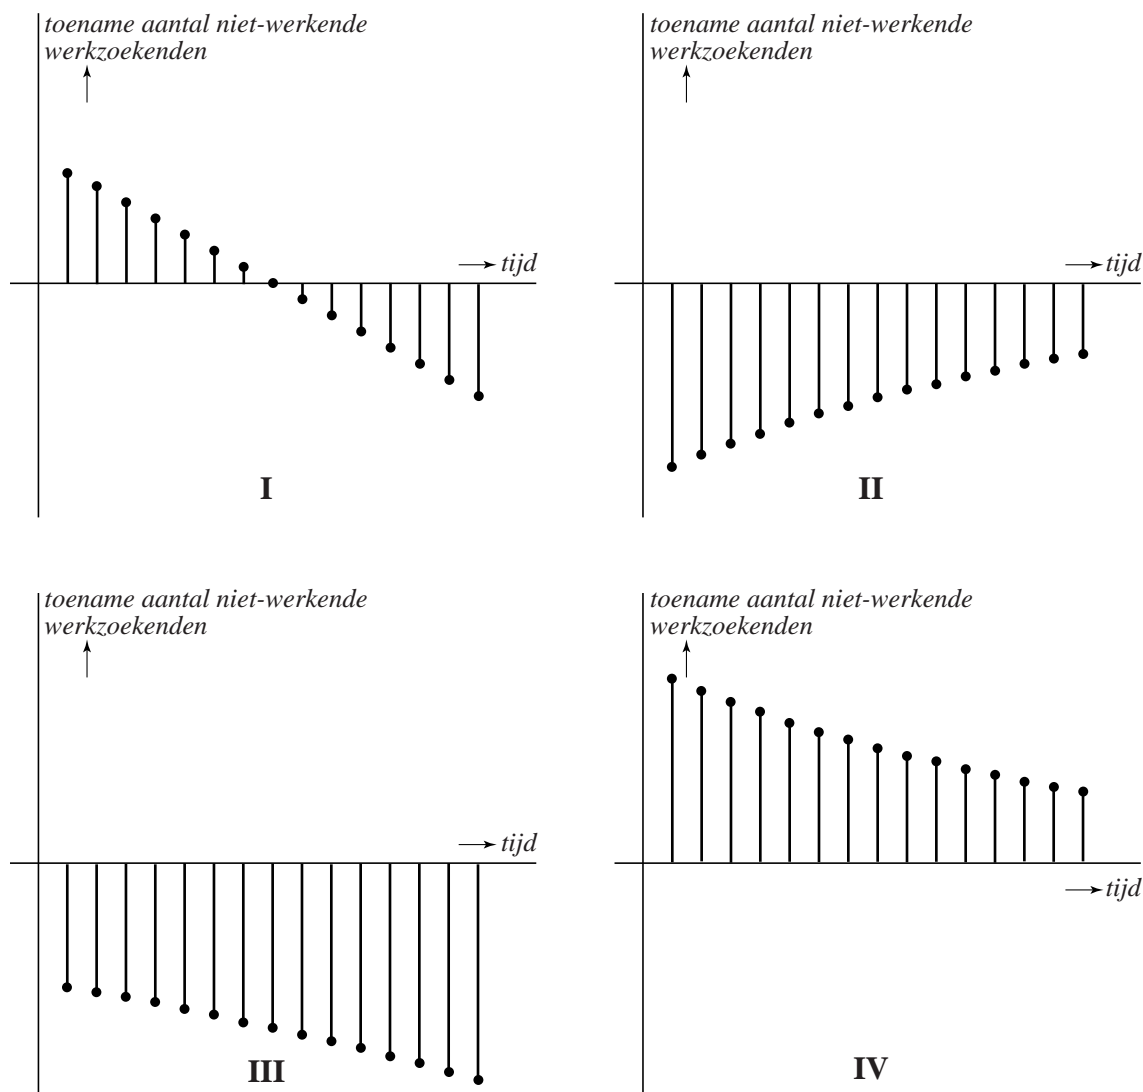 toename aantal niet-werkende
werkzoekenden
tijd
I
toename aantal niet-werkende
werkzoekenden
tijd
II
toename aantal niet-werkende
werkzoekenden
tijd
III
toename aantal niet-werkende
werkzoekenden
tijd
IV